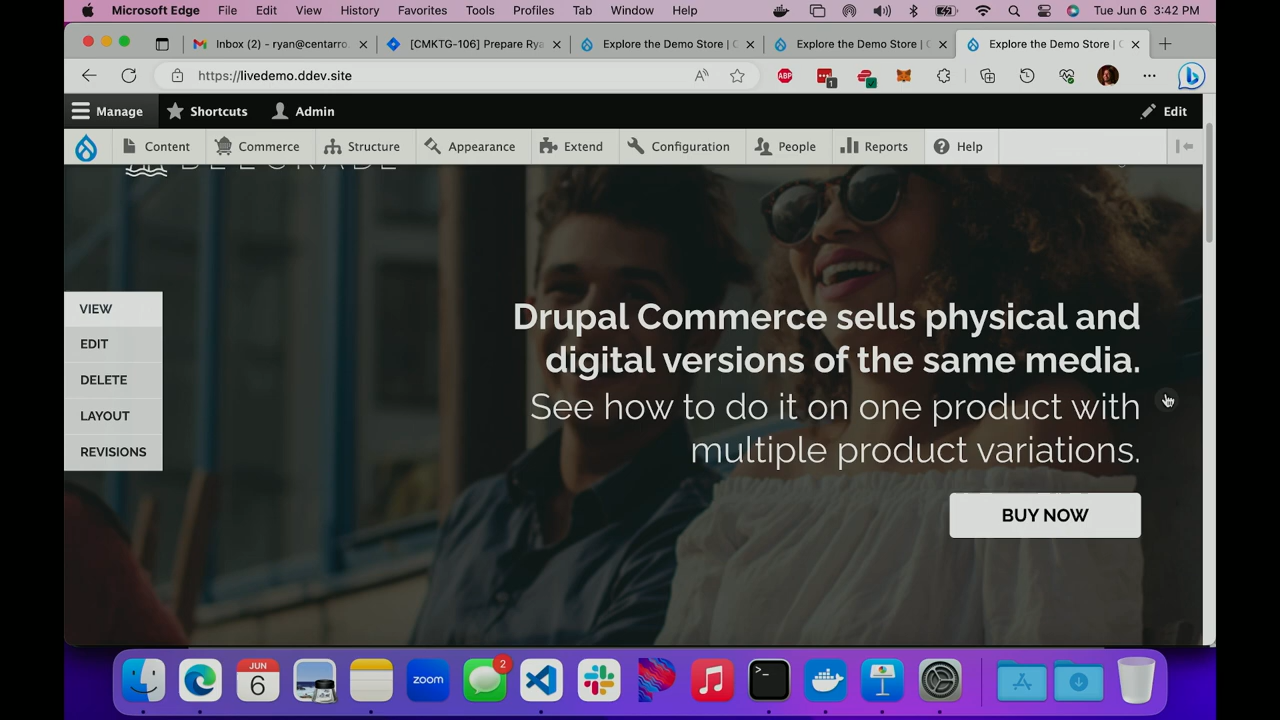 Microsoft Edge File Edit View History Favorites Tools Profiles Tab Window Help Tue Jun 6 3:42 PM
Inbox (2) - ryan@centarro. [CMKTG-106] Prepare Rya Explore the Demo Store | C Explore the Demo Store | C Explore the Demo Store | C
https://livedemo.ddev.site
ABP 1
Manage Shortcuts Admin Edit
Content Commerce Structure Appearance Extend Configuration People Reports Help
BELGRADE
VIEW
EDIT
DELETE
LAYOUT
REVISIONS
Drupal Commerce sells physical and
digital versions of the same media.
See how to do it on one product with
multiple product variations.
BUY NOW
JUN
6
zoom
2